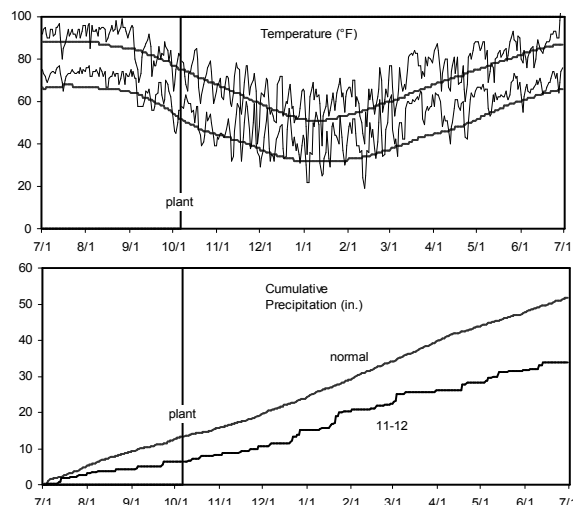 Temperature (°F)
100
80
60
40
20
0
plant
7/1 8/1 9/1 10/1 11/1 12/1 1/1 2/1 3/1 4/1 5/1 6/1 7/1
Cumulative
Precipitation (in.)
60
50
40
30
20
10
0
normal
plant
11-12
7/1 8/1 9/1 10/1 11/1 12/1 1/1 2/1 3/1 4/1 5/1 6/1 7/1